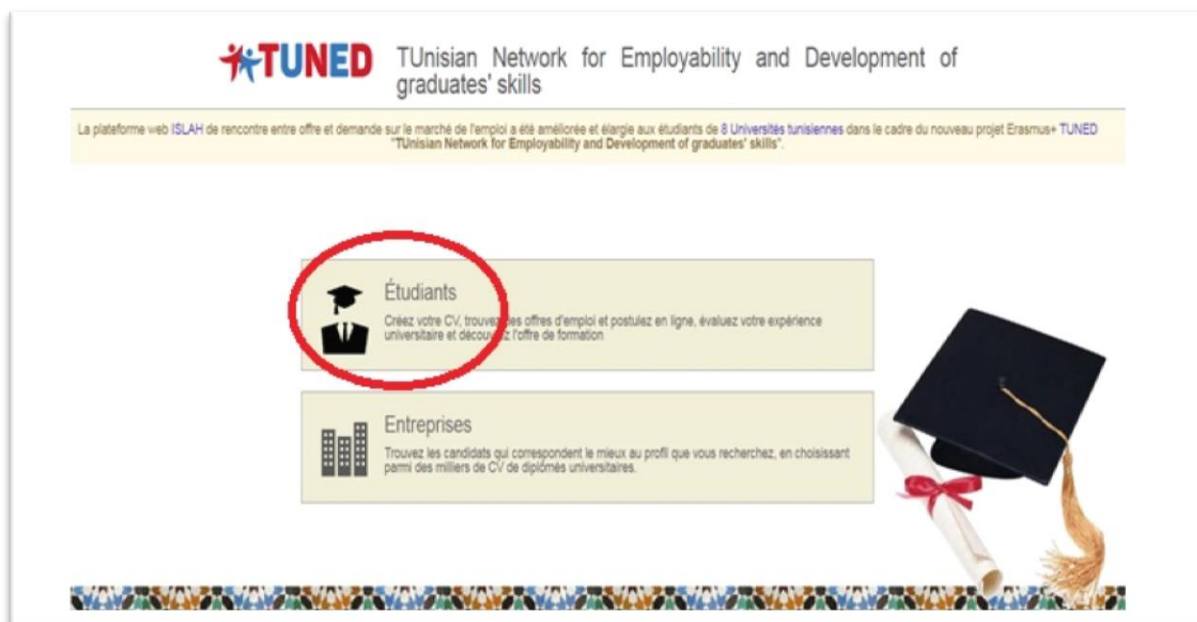 TUNED
TUnisian Network for Employability and Development of
graduates' skills
La plateforme web ISLAH de rencontre entre offre et demande sur le marché de l'emploi a été améliorée et élargie aux étudiants de 8 Universités tunisiennes dans le cadre du nouveau projet Erasmus+ TUNED
"TUnisian Network for Employability and Development of graduates' skills".
Étudiants
Créez votre CV, trouvez des offres d'emploi et postulez en ligne, évaluez votre expérience
universitaire et découvrez l'offre de formation
Entreprises
Trouvez les candidats qui correspondent le mieux au profil que vous recherchez, en choisissant
parmi des milliers de CV de diplômés universitaires.